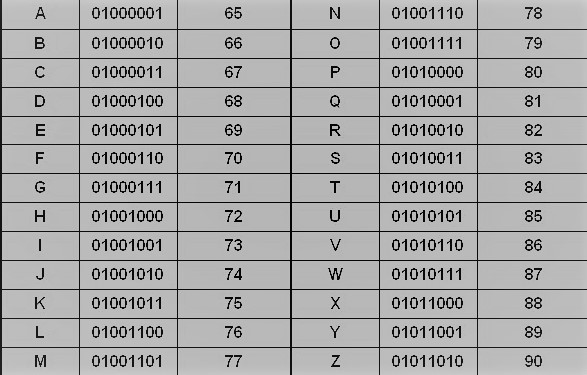 A 01000001 65 N 01001110 78
B 01000010 66 O 01001111 79
C 01000011 67 P 01010000 80
D 01000100 68 Q 01010001 81
E 01000101 69 R 01010010 82
F 01000110 70 S 01010011 83
G 01000111 71 T 01010100 84
H 01001000 72 U 01010101 85
I 01001001 73 V 01010110 86
J 01001010 74 W 01010111 87
K 01001011 75 X 01011000 88
L 01001100 76 Y 01011001 89
M 01001101 77 Z 01011010 90